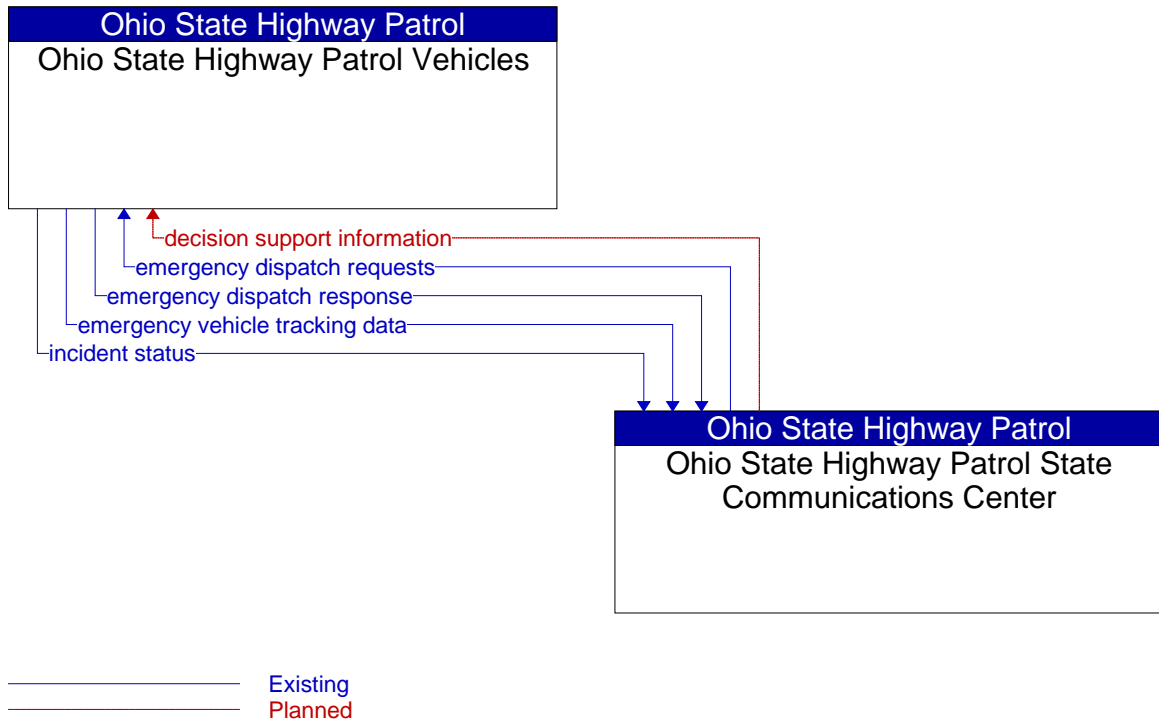 Ohio State Highway Patrol
Ohio State Highway Patrol Vehicles
decision support information
emergency dispatch requests
emergency dispatch response
emergency vehicle tracking data
incident status
Ohio State Highway Patrol
Ohio State Highway Patrol State
Communications Center
Existing
Planned